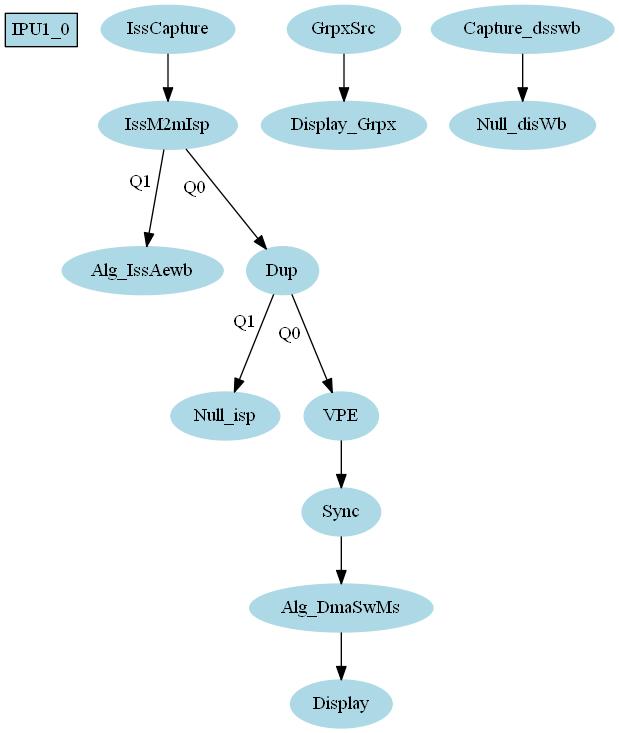 IPU1_0
IssCapture
GrpxSrc
Capture_dsswb
IssM2mIsp
Display_Grpx
Null_disWb
Q1
Q0
Alg_IssAewb
Dup
Q1
Q0
Null_isp
VPE
Sync
Alg_DmaSwMs
Display